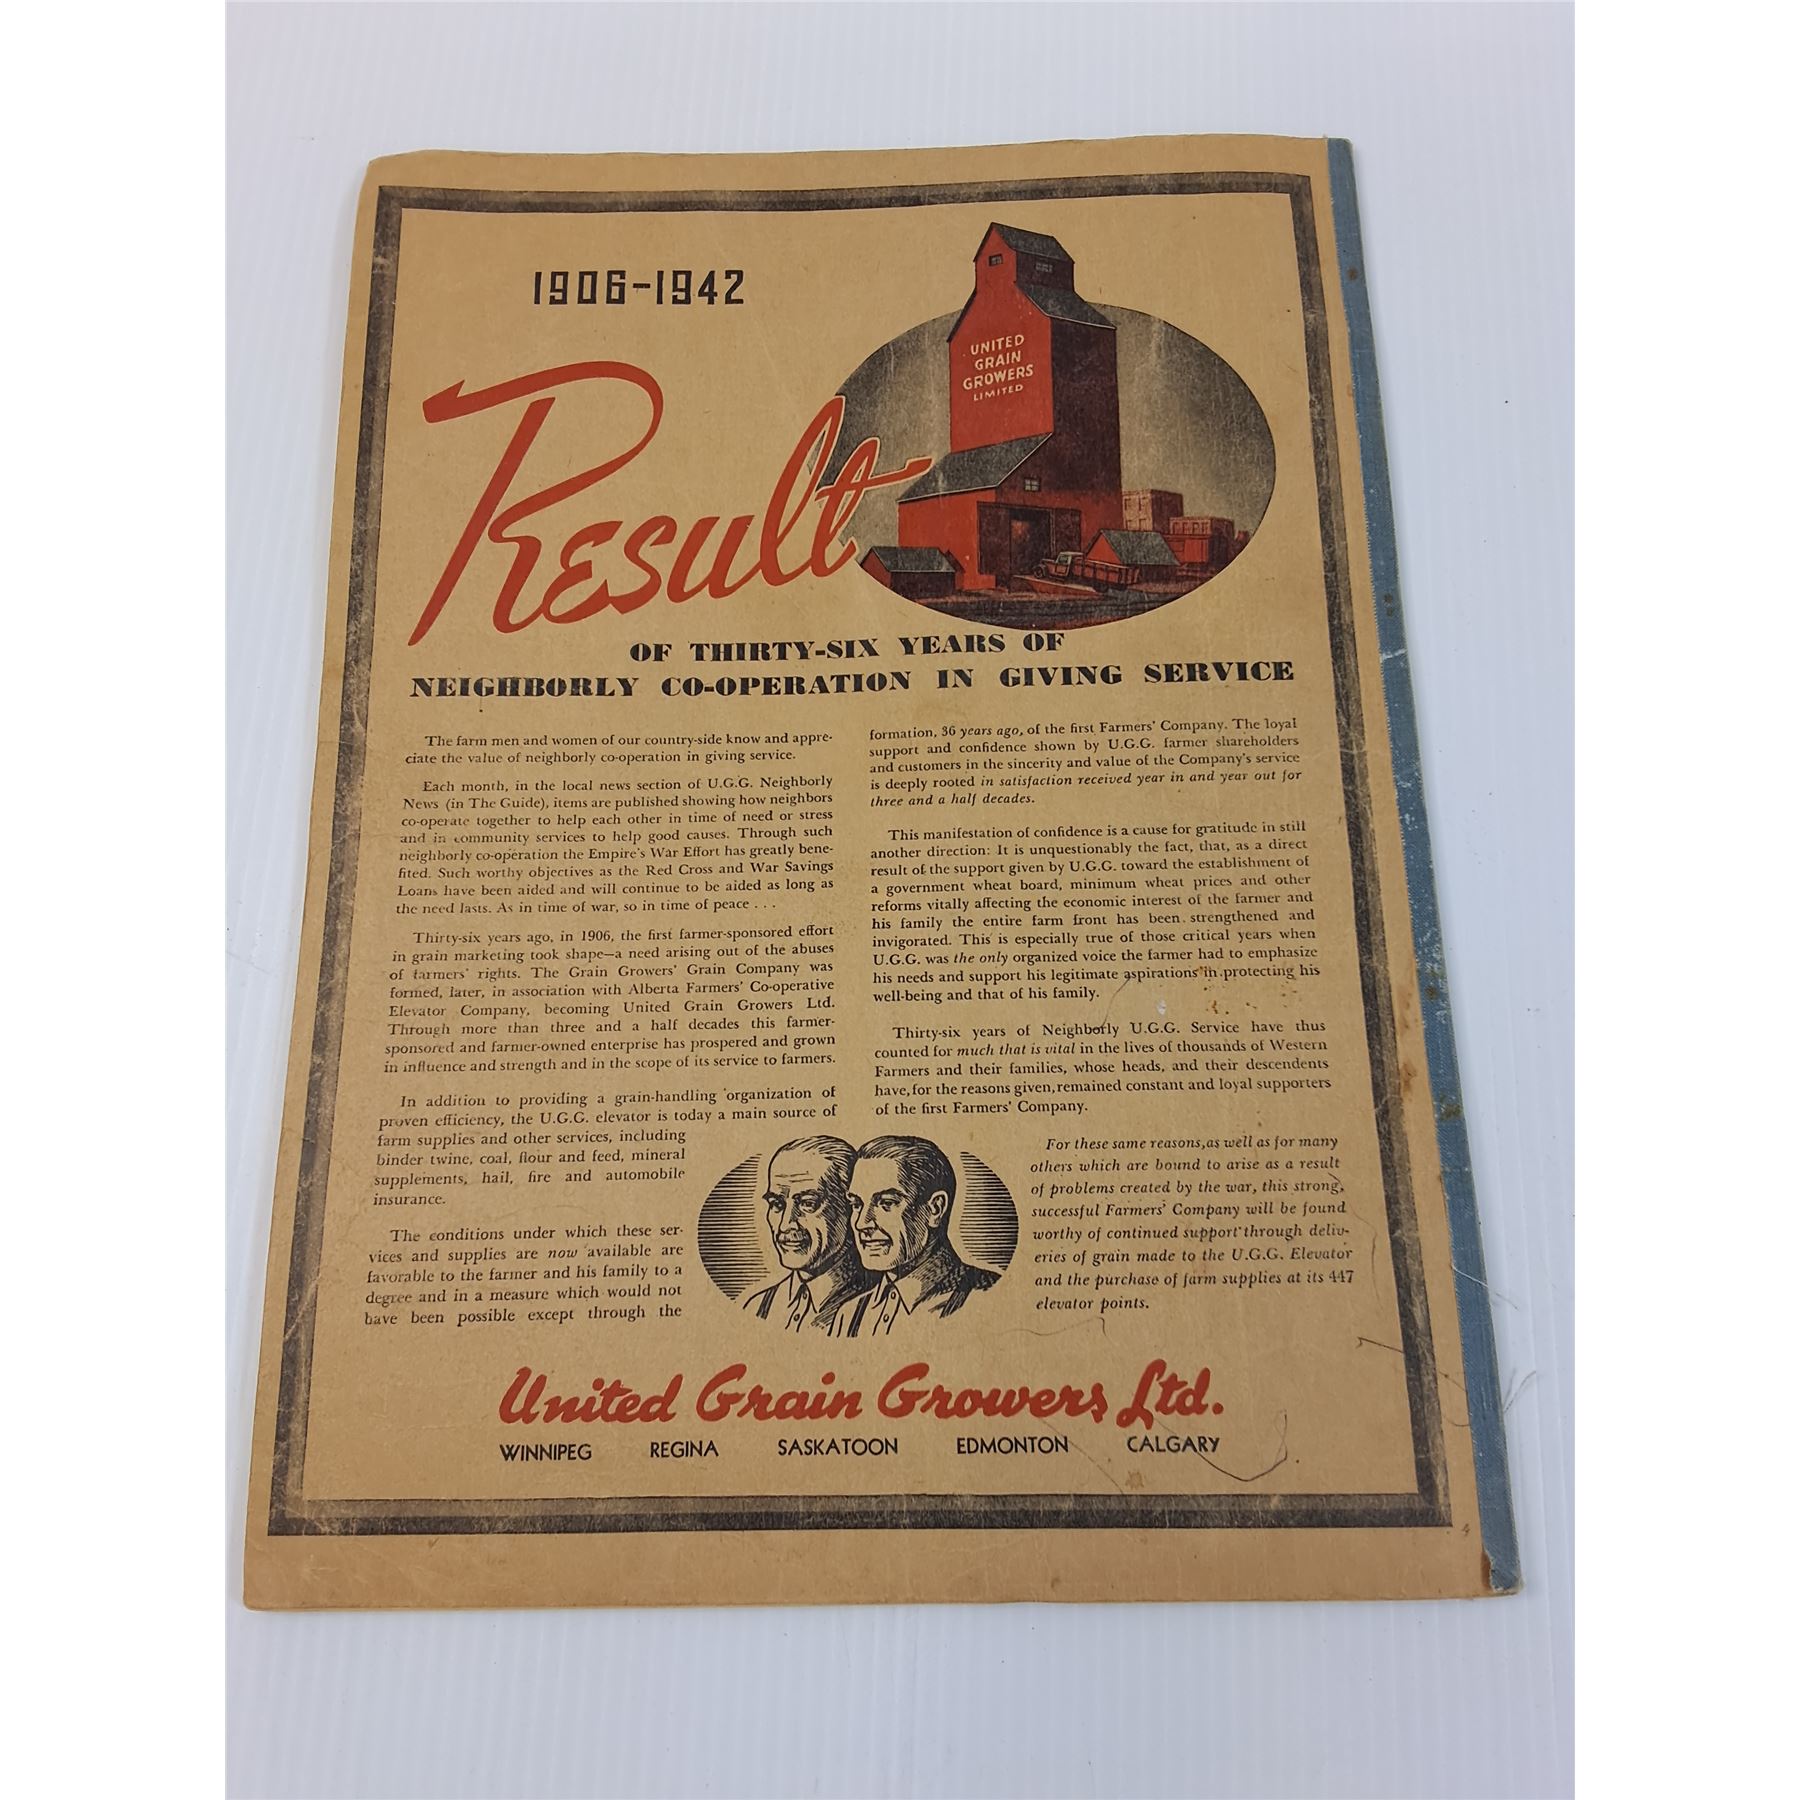 1906-1942
UNITED
GRAIN
GROWERS
LIMITED
Result
OF THIRTY-SIX YEARS OF
NEIGHBORLY CO-OPERATION IN GIVING SERVICE
The farm men and women of our country-side know and appre-
ciate the value of neighborly co-operation in giving service.
Each month, in the local news section of U.G.G. Neighborly
News (in The Guide), items are published showing how neighbors
co-operate together to help each other in time of need or stress
and in community services to help good causes. Through such
neighborly co-operation the Empire's War Effort has greatly bene-
fited. Such worthy objectives as the Red Cross and War Savings
Loans have been aided and will continue to be aided as long as
the need lasts. As in time of war, so in time of peace . . .
Thirty-six years ago, in 1906, the first farmer-sponsored effort
in grain marketing took shape—a need arising out of the abuses
of farmers' rights. The Grain Growers' Grain Company was
formed, later, in association with Alberta Farmers' Co-operative
Elevator Company, becoming United Grain Growers Ltd.
Through more than three and a half decades this farmer-
sponsored and farmer-owned enterprise has prospered and grown
in influence and strength and in the scope of its service to farmers.
In addition to providing a grain-handling organization of
proven efficiency, the U.G.G. elevator is today a main source of
farm supplies and other services, including
binder twine, coal, flour and feed, mineral
supplements, hail, fire and automobile
insurance.
The conditions under which these ser-
vices and supplies are now available are
favorable to the farmer and his family to a
degree and in a measure which would not
have been possible except through the
formation, 36 years ago, of the first Farmers' Company. The loyal
support and confidence shown by U.G.G. farmer shareholders
and customers in the sincerity and value of the Company's service
is deeply rooted in satisfaction received year in and year out for
three and a half decades.
This manifestation of confidence is a cause for gratitude in still
another direction: It is unquestionably the fact, that, as a direct
result of the support given by U.G.G. toward the establishment of
a government wheat board, minimum wheat prices and other
reforms vitally affecting the economic interest of the farmer and
his family the entire farm front has been strengthened and
invigorated. This is especially true of those critical years when
U.G.G. was the only organized voice the farmer had to emphasize
his needs and support his legitimate aspirations in protecting his
well-being and that of his family.
Thirty-six years of Neighborly U.G.G. Service have thus
counted for much that is vital in the lives of thousands of Western
Farmers and their families, whose heads, and their descendents
have, for the reasons given, remained constant and loyal supporters
of the first Farmers' Company.
For these same reasons, as well as for many
others which are bound to arise as a result
of problems created by the war, this strong,
successful Farmers' Company will be found
worthy of continued support through deliv-
eries of grain made to the U.G.G. Elevator
and the purchase of farm supplies at its 447
elevator points.
United Grain Growers Ltd.
WINNIPEG REGINA SASKATOON EDMONTON CALGARY